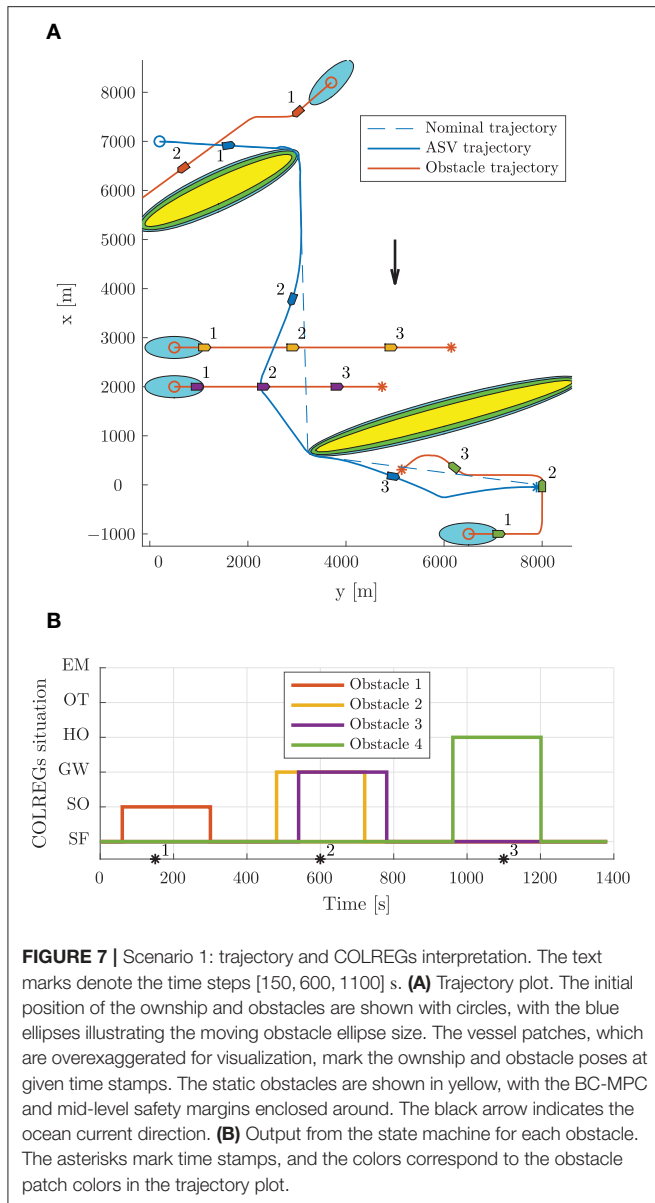 A
8000
7000
6000
5000
4000
3000
2000
1000
0
−1000
x [m]
0 2000 4000 6000 8000
y [m]
Nominal trajectory
ASV trajectory
Obstacle trajectory
1
2
1
2
1 2 3
1 2 3
3
3
2
1
B
EM
OT
HO
GW
SO
SF
COLREGs situation
Obstacle 1
Obstacle 2
Obstacle 3
Obstacle 4
1 2 3
0 200 400 600 800 1000 1200 1400
Time [s]
FIGURE 7 | Scenario 1: trajectory and COLREGs interpretation. The text
marks denote the time steps [150, 600, 1100] s. (A) Trajectory plot. The initial
position of the ownship and obstacles are shown with circles, with the blue
ellipses illustrating the moving obstacle ellipse size. The vessel patches, which
are overexaggerated for visualization, mark the ownship and obstacle poses at
given time stamps. The static obstacles are shown in yellow, with the BC-MPC
and mid-level safety margins enclosed around. The black arrow indicates the
ocean current direction. (B) Output from the state machine for each obstacle.
The asterisks mark time stamps, and the colors correspond to the obstacle
patch colors in the trajectory plot.